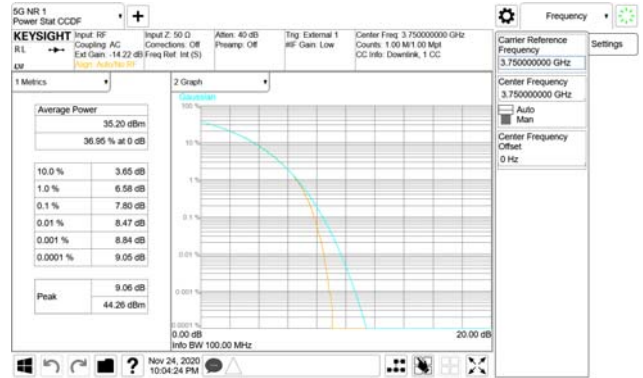 5G NR 1
Power Stat CCDF
Frequency
KEYSIGHT
Input: RF
Coupling: AC
Ext Gain: -14.22 dB
Align: Auto/No RF
Input Z: 50 Ω
Corrections: Off
Freq Ref: Int (S)
Atten: 40 dB
Preamp: Off
Trig: External 1
#IF Gain: Low
Center Freq: 3.750000000 GHz
Counts: 1.00 M/1.00 Mpt
CC Info: Downlink, 1 CC
RL
Carrier Reference
Frequency
3.750000000 GHz
Settings
Center Frequency
3.750000000 GHz
Auto
Man
Center Frequency
Offset
0 Hz
1 Metrics
Average Power
35.20 dBm
36.95 % at 0 dB
10.0 % 3.65 dB
1.0 % 6.58 dB
0.1 % 7.80 dB
0.01 % 8.47 dB
0.001 % 8.84 dB
0.0001 % 9.05 dB
Peak
9.06 dB
44.26 dBm
2 Graph
Gaussian
100 %
10 %
1 %
0.1 %
0.01 %
0.001 %
0.0001 %
0.00 dB
20.00 dB
Info BW 100.00 MHz
?
Nov 24, 2020
10:04:24 PM